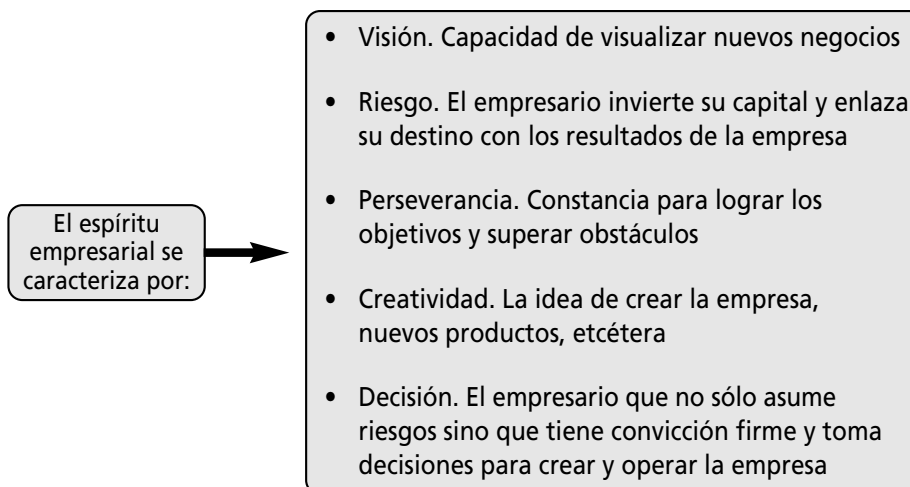 El espíritu
empresarial se
caracteriza por:
• Visión. Capacidad de visualizar nuevos negocios
• Riesgo. El empresario invierte su capital y enlaza
su destino con los resultados de la empresa
• Perseverancia. Constancia para lograr los
objetivos y superar obstáculos
• Creatividad. La idea de crear la empresa,
nuevos productos, etcétera
• Decisión. El empresario que no sólo asume
riesgos sino que tiene convicción firme y toma
decisiones para crear y operar la empresa